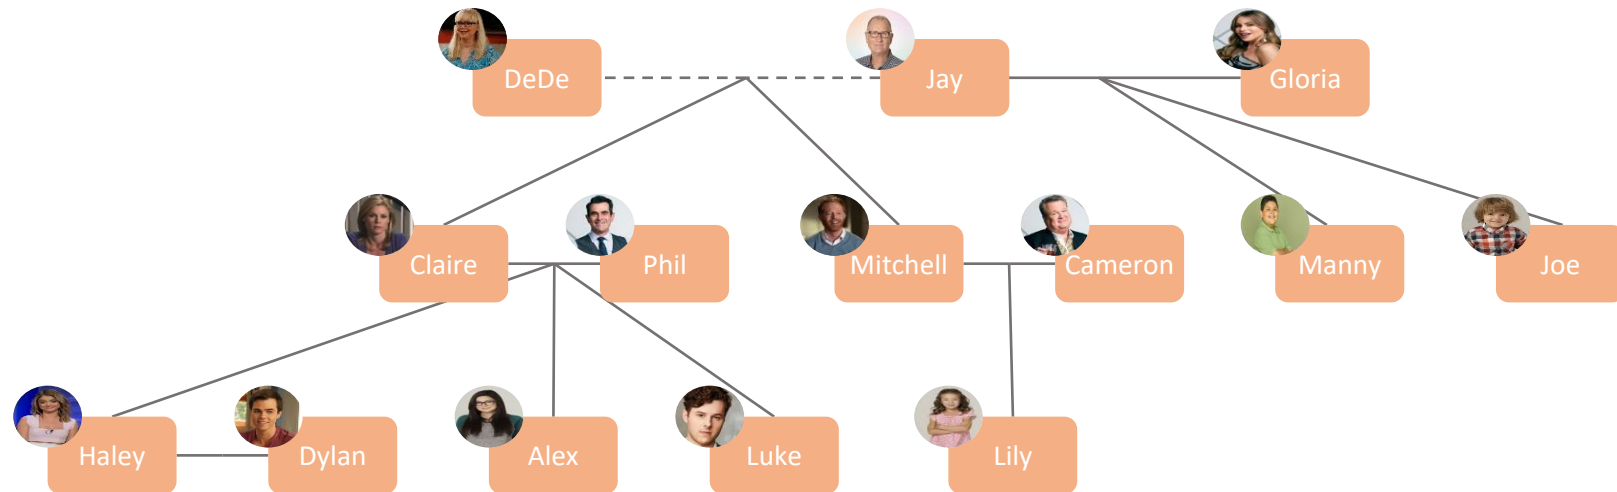 DeDe
Jay
Gloria
Claire
Phil
Mitchell
Cameron
Manny
Joe
Haley
Dylan
Alex
Luke
Lily